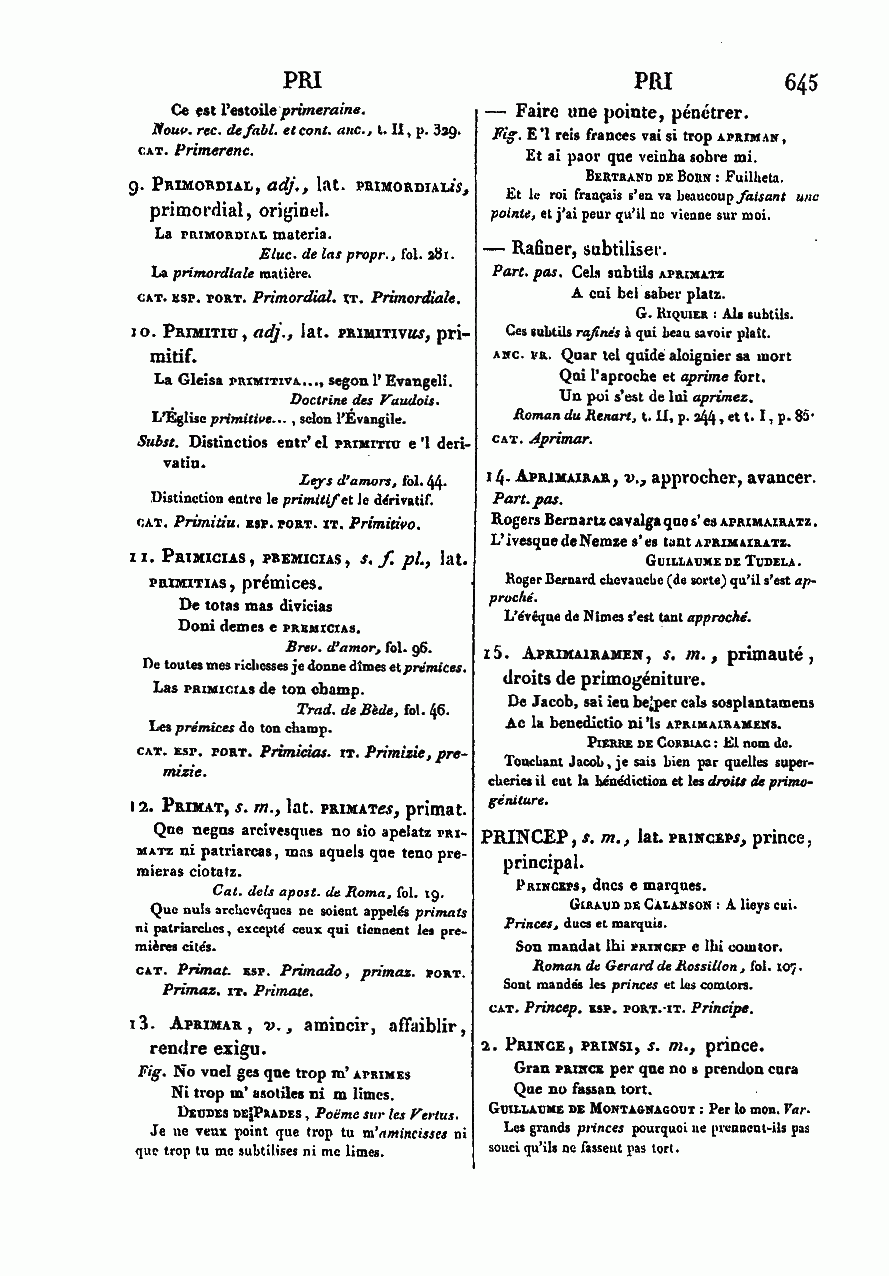 PRI
PRI 645
Ce est l'estoile primeraine.
Nouv. rec. de fabl. et cont. anc., t. II, p. 329.
CAT. Primerenc.
9. PRIMORDIAL, adj., lat. PRIMORDIALis,
primordial, originel.
La PRIMORDIAL materia.
Eluc. de las propr., fol. 281.
La primordiale matière.
CAT. ESP. PORT. Primordial. IT. Primordiale.
10. PRIMITIU, adj., lat. PRIMITIVus, pri-
mitif.
La Gleisa PRIMITIVA..., segon l'Evangeli.
Doctrine des Vaudois.
L'Église primitive..., selon l'Évangile.
Subst. Distinctios entr'el PRIMITIU e'l deri-
vatiu.
Leys d'amors, fol. 44.
Distinction entre le primitif et le dérivatif.
CAT. Primitiu. ESP. PORT. IT. Primitivo.
11. PRIMICIAS, PREMICIAS, s. f. pl., lat.
PRIMITIAS, prémices.
De totas mas divicias
Doni demes e PREMICIAS.
Brev. d'amor, fol. 96.
De toutes mes richesses je donne dîmes et prémices.
Las PRIMICIAS de ton champ.
Trad. de Bède, fol. 46.
Les prémices de ton champ.
CAT. ESP. PORT. Primicias. IT. Primizie, pre-
mizie.
12. PRIMAT, s. m., lat. PRIMATes, primat.
Que negus arcivesques no sio apelatz PRI-
MATZ ni patriarcas, mas aquels que teno pre-
mieras ciotatz.
Cat. dels apost. de Roma, fol. 19.
Que nuls archevêques ne soient appelés primats
ni patriarches, excepté ceux qui tiennent les pre-
mières cités.
CAT. Primat. ESP. Primado, primaz. PORT.
Primaz. IT. Primate.
13. APRIMAR, v., amincir, affaiblir,
rendre exigu.
Fig. No vuel ges que trop m'APRIMES
Ni trop m'asotiles ni m limes.
DEUDES DE PRADES, Poëme sur les Vertus.
Je ne veux point que trop tu m'amincisses ni
que trop tu me subtilises ni me limes.
— Faire une pointe, pénétrer.
Fig. E'l reis frances vai si trop APRIMAN,
Et ai paor que veinha sobre mi.
BERTRAND DE BORN : Fuilheta.
Et le roi français s'en va beaucoup faisant une
pointe, et j'ai peur qu'il ne vienne sur moi.
— Rafiner, subtiliser.
Part. pas. Cels subtils APRIMATZ
A cui bel saber platz.
G. RIQUIER : Als subtils.
Ces subtils rafinés à qui beau savoir plaît.
ANC. FR. Quar tel quide aloignier sa mort
Qui l'aproche et aprime fort.
Un poi s'est de lui aprimez.
Roman du Renart, t. II, p. 244, et t. I, p. 85.
CAT. Aprimar.
14. APRIMAIRAR, v., approcher, avancer.
Part. pas.
Rogers Bernartz cavalga que s'es APRIMAIRATZ.
L'ivesque de Nemze s'es tant APRIMAIRATZ.
GUILLAUME DE TUDELA.
Roger Bernard chevauche (de sorte) qu'il s'est ap-
proché.
L'évêque de Nîmes s'est tant approché.
15. APRIMAIRAMEN, s. m., primauté,
droits de primogéniture.
De Jacob, sai ieu be per cals sosplantamens
Ac la benedictio ni'ls APRIMAIRAMENS.
PIERRE DE CORBIAC : El nom de.
Touchant Jacob, je sais bien par quelles super-
cheries il eut la bénédiction et les droits de primo-
géniture.
PRINCEP, s. m., lat. PRINCEPs, prince,
principal.
PRINCEPS, ducs e marques.
GIRAUD DE CALANSON : A lieys cui.
Princes, ducs et marquis.
Son mandat lhi PRINCEP e lhi comtor.
Roman de Gerard de Rossillon, fol. 107.
Sont mandés les princes et les comtors.
CAT. Princep. ESP. PORT. IT. Principe.
2. PRINCE, PRINSI, s. m., prince.
Gran PRINCE per que no s prendon cura
Que no fassan tort.
GUILLAUME DE MONTAGNAGOUT : Per lo mon. Var.
Les grands princes pourquoi ne prennent-ils pas
souci qu'ils ne fassent pas tort.